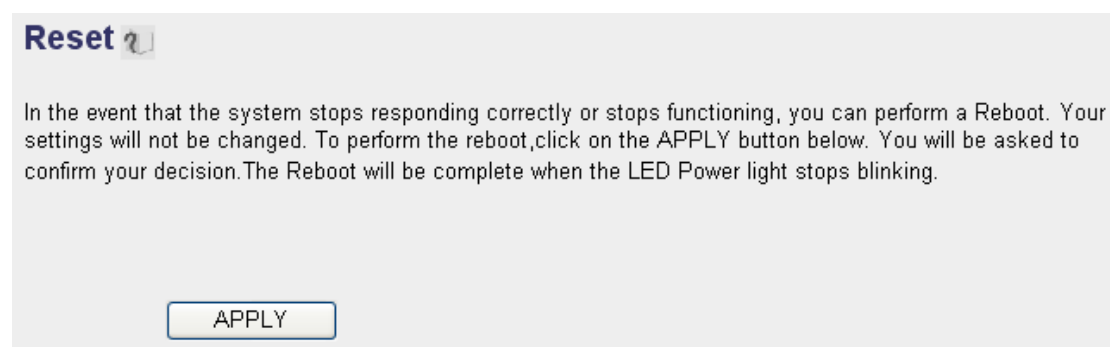 Reset
In the event that the system stops responding correctly or stops functioning, you can perform a Reboot. Your
settings will not be changed. To perform the reboot,click on the APPLY button below. You will be asked to
confirm your decision.The Reboot will be complete when the LED Power light stops blinking.
APPLY